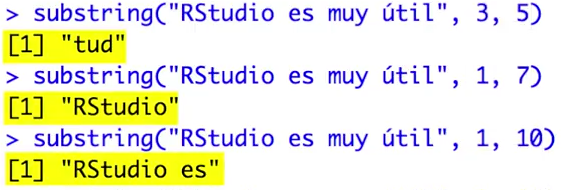 > substring("RStudio es muy útil", 3, 5)
[1] "tud"
> substring("RStudio es muy útil", 1, 7)
[1] "RStudio"
> substring("RStudio es muy útil", 1, 10)
[1] "RStudio es"